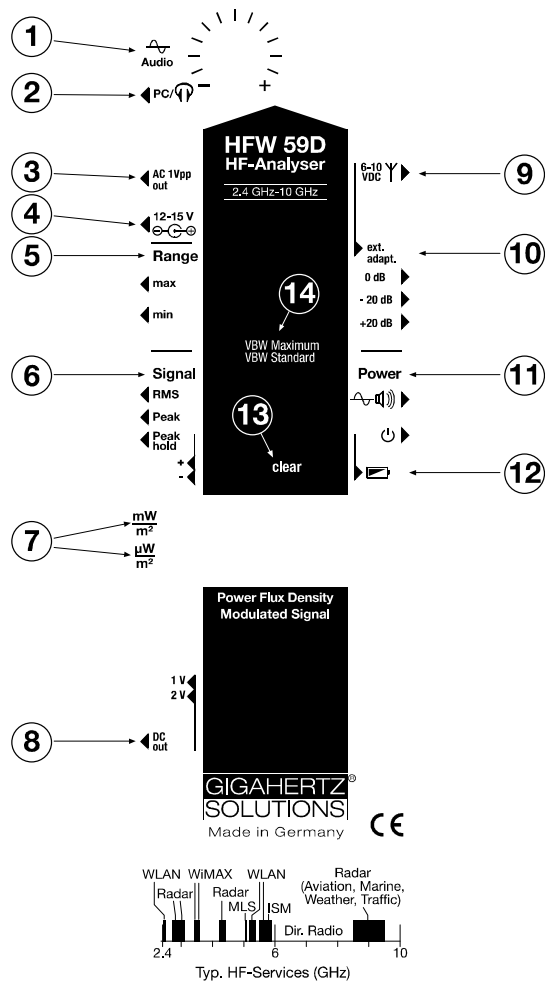 1
Audio
2
PC/
− +
HFW 59D
HF-Analyser
2.4 GHz-10 GHz
3
AC 1Vpp
out
4
12-15 V
5
Range
max
min
6
Signal
RMS
Peak
Peak
hold
+
-
14
VBW Maximum
VBW Standard
13
clear
6-10
VDC
9
ext.
adapt.
10
0 dB
- 20 dB
+20 dB
Power
11
12
7
mW
m²
µW
m²
Power Flux Density
Modulated Signal
1 V
2 V
8
DC
out
GIGAHERTZ®
SOLUTIONS
Made in Germany
CE
WLAN WiMAX WLAN
Radar Radar MLS ISM
Radar
(Aviation, Marine,
Weather, Traffic)
Dir. Radio
2.4 6 10
Typ. HF-Services (GHz)